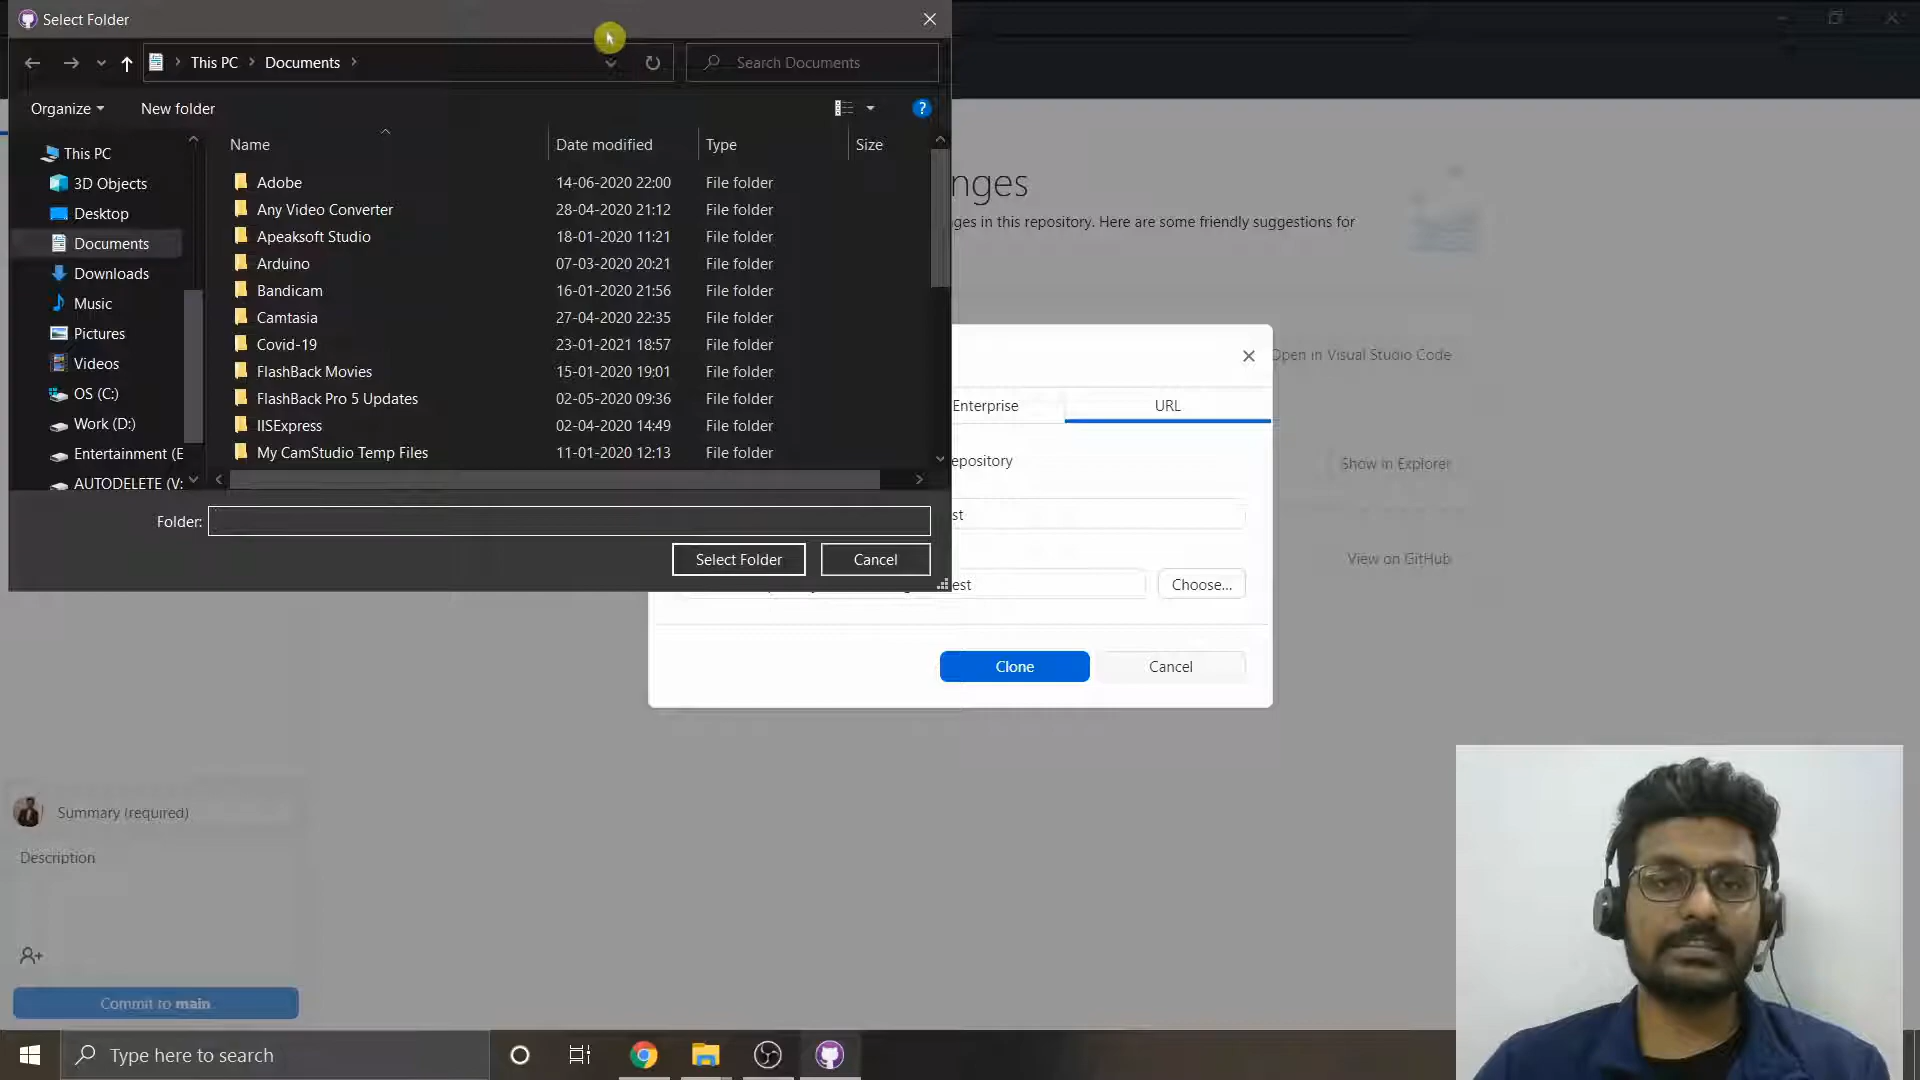 Select Folder
This PC
Documents
Search Documents
Organize
New folder
?
Name
Date modified
Type
Size
This PC
3D Objects
Desktop
Documents
Downloads
Music
Pictures
Videos
OS (C:)
Work (D:)
Entertainment (E
AUTODELETE (V:
Adobe 14-06-2020 22:00 File folder
Any Video Converter 28-04-2020 21:12 File folder
Apeaksoft Studio 18-01-2020 11:21 File folder
Arduino 07-03-2020 20:21 File folder
Bandicam 16-01-2020 21:56 File folder
Camtasia 27-04-2020 22:35 File folder
Covid-19 23-01-2021 18:57 File folder
FlashBack Movies 15-01-2020 19:01 File folder
FlashBack Pro 5 Updates 02-05-2020 09:36 File folder
IISExpress 02-04-2020 14:49 File folder
My CamStudio Temp Files 11-01-2020 12:13 File folder
Folder:
Select Folder
Cancel
nges
ges in this repository. Here are some friendly suggestions for
Open in Visual Studio Code
Show in Explorer
View on GitHub
Enterprise
URL
epository
st
est
Choose...
Clone
Cancel
Summary (required)
Description
Commit to main
Type here to search